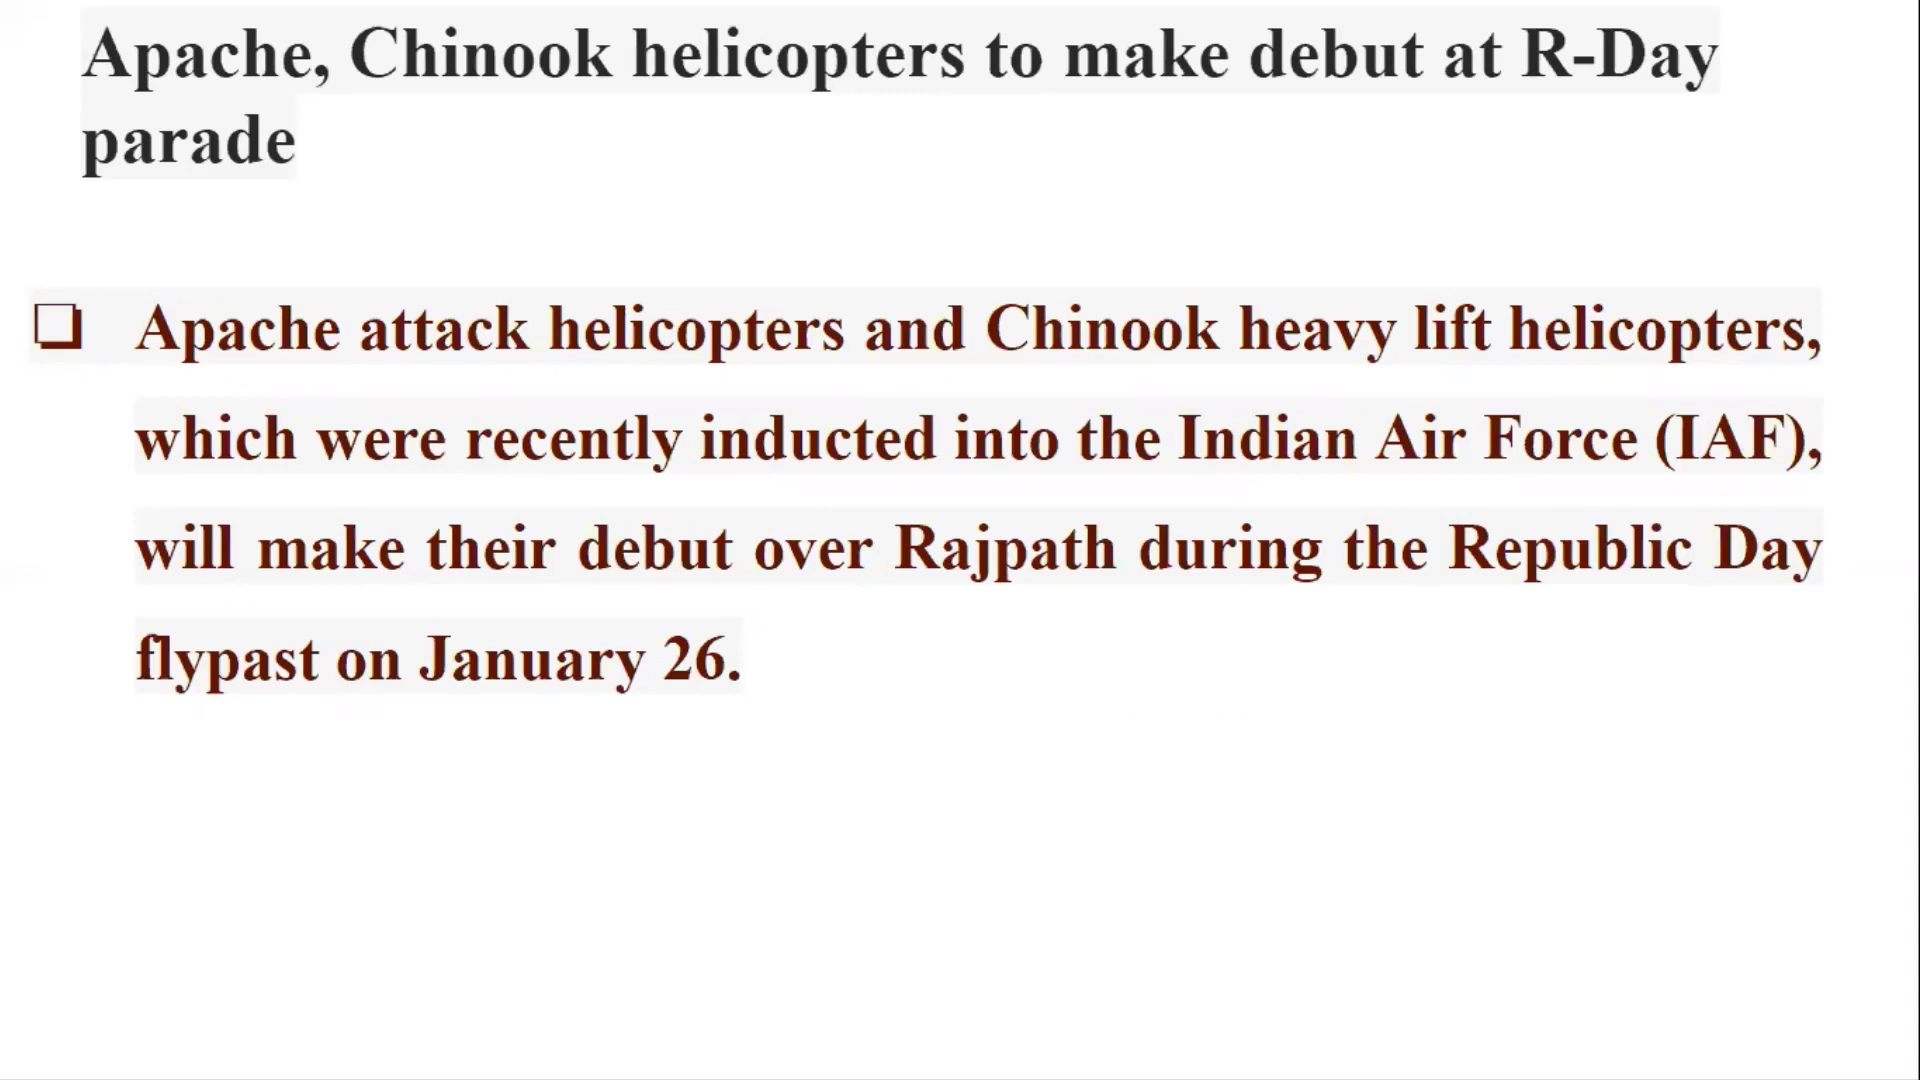 Apache, Chinook helicopters to make debut at R-Day
parade
❑ Apache attack helicopters and Chinook heavy lift helicopters,
which were recently inducted into the Indian Air Force (IAF),
will make their debut over Rajpath during the Republic Day
flypast on January 26.